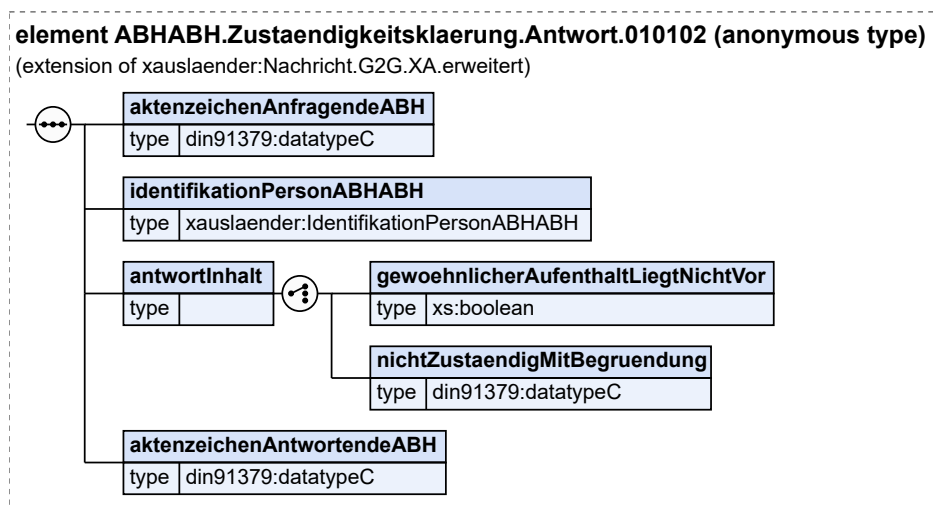 element ABHABH.Zustaendigkeitsklaerung.Antwort.010102 (anonymous type)
(extension of xauslaender:Nachricht.G2G.XA.erweitert)
aktenzeichenAnfragendeABH
type din91379:datatypeC
identifikationPersonABHABH
type xauslaender:IdentifikationPersonABHABH
antwortInhalt
type
gewoehnlicherAufenthaltLiegtNichtVor
type xs:boolean
nichtZustaendigMitBegruendung
type din91379:datatypeC
aktenzeichenAntwortendeABH
type din91379:datatypeC